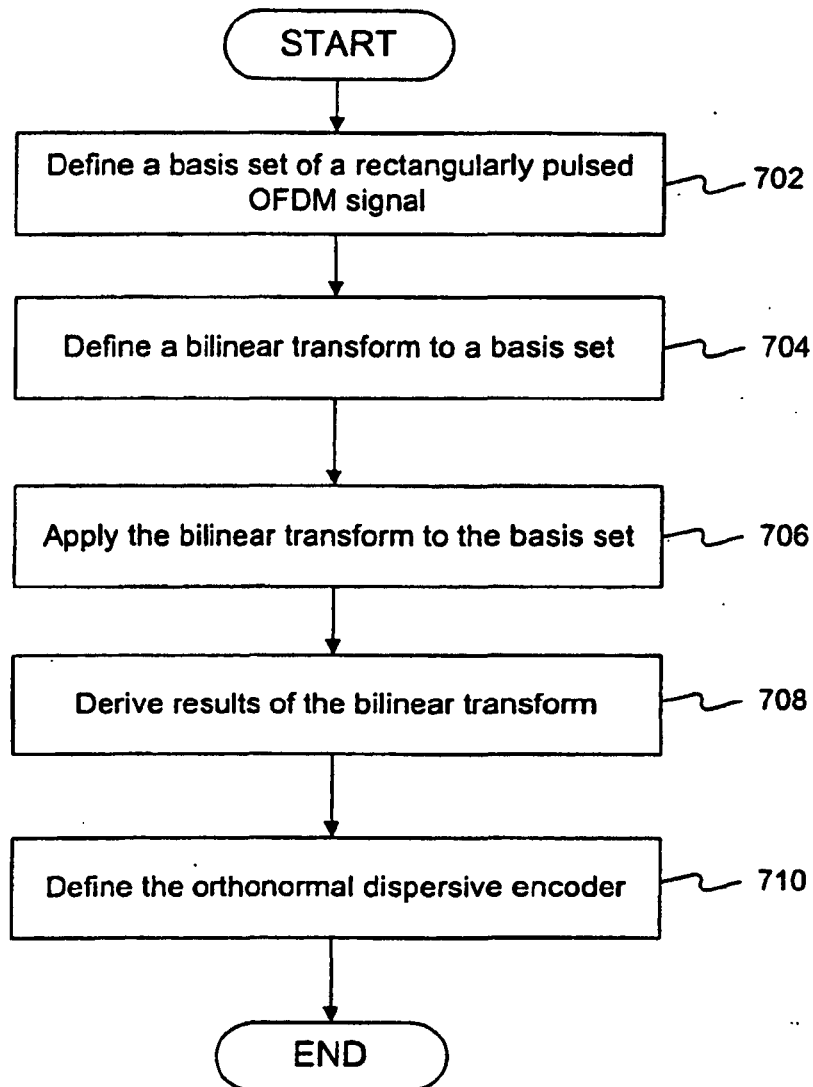 START
Define a basis set of a rectangularly pulsed
OFDM signal
702
Define a bilinear transform to a basis set
704
Apply the bilinear transform to the basis set
706
Derive results of the bilinear transform
708
Define the orthonormal dispersive encoder
710
END